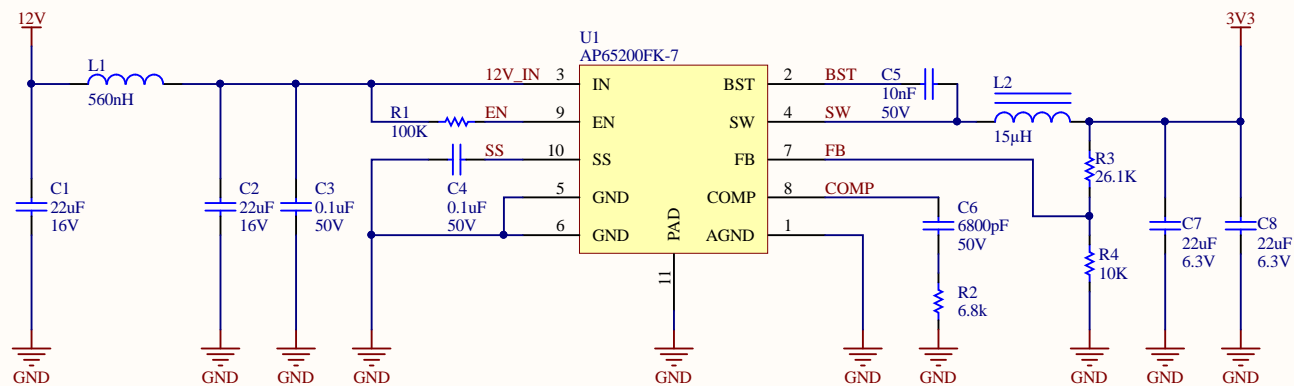 12V
3V3
U1
AP65200FK-7
L1
560nH
12V_IN
3
IN
BST
2
BST
C5
10nF
50V
L2
15µH
R1
100K
EN
9
EN
SW
4
SW
SS
10
SS
FB
7
FB
R3
26.1K
C1
22uF
16V
C2
22uF
16V
C3
0.1uF
50V
C4
0.1uF
50V
5
GND
COMP
8
COMP
C6
6800pF
50V
6
GND
PAD
AGND
1
C7
22uF
6.3V
C8
22uF
6.3V
R4
10K
11
R2
6.8k
GND
GND
GND
GND
GND
GND
GND
GND
GND
GND